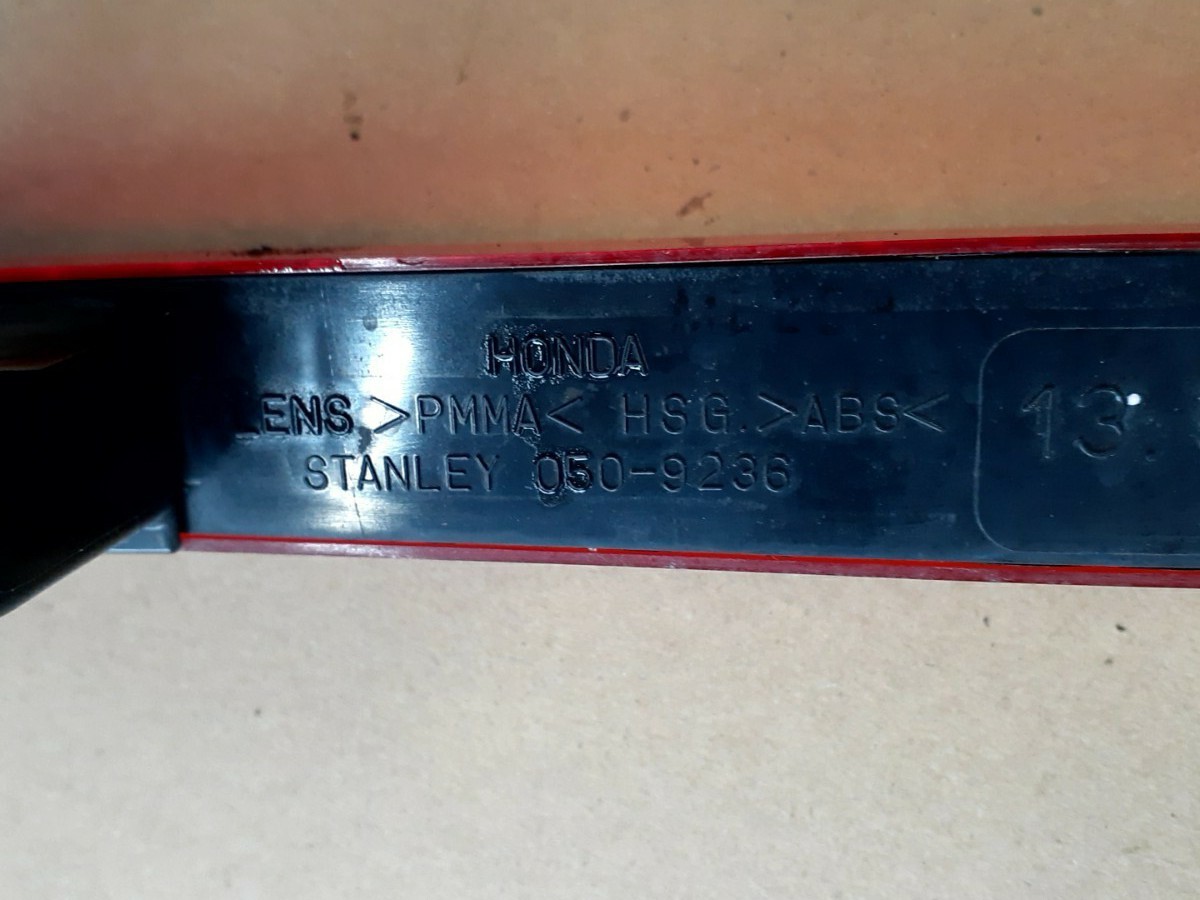 HONDA
LENS >PMMA< HSG.>ABS<
STANLEY 050-9236
13.